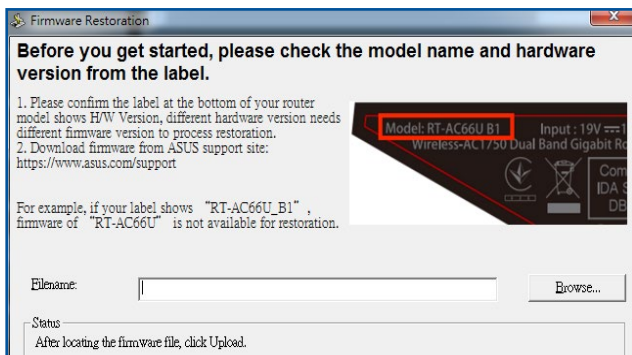 Firmware Restoration
Before you get started, please check the model name and hardware
version from the label.
1. Please confirm the label at the bottom of your router
model shows H/W Version, different hardware version needs
different firmware version to process restoration.
2. Download firmware from ASUS support site:
https://www.asus.com/support
For example, if your label shows “RT-AC66U_B1” ,
firmware of “RT-AC66U” is not available for restoration.
Model: RT-AC66U B1 Input : 19V
Wireless-AC1750 Dual Band Gigabit Ro
Com
IDA S
DB
Filename:
Browse...
Status
After locating the firmware file, click Upload.